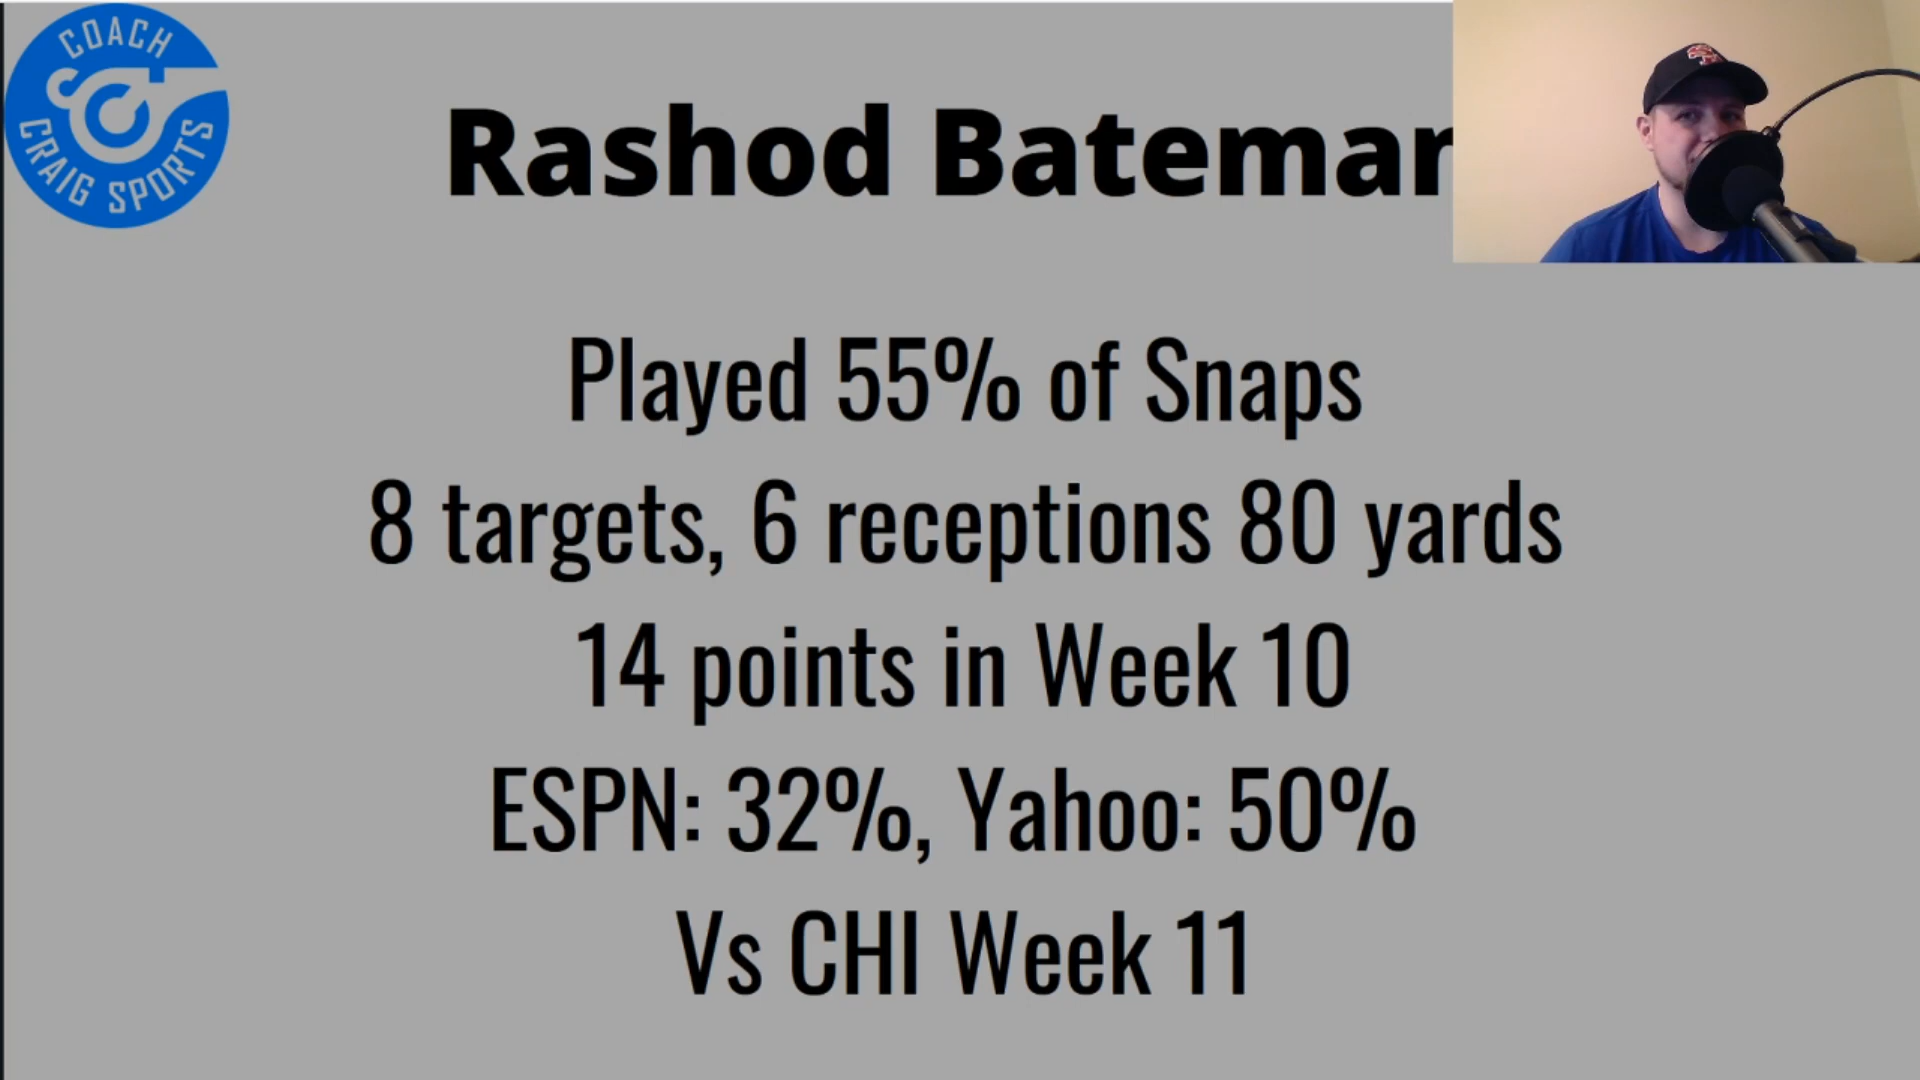 COACH
CRAIG SPORTS
Rashod Bateman
Played 55% of Snaps
8 targets, 6 receptions 80 yards
14 points in Week 10
ESPN: 32%, Yahoo: 50%
Vs CHI Week 11